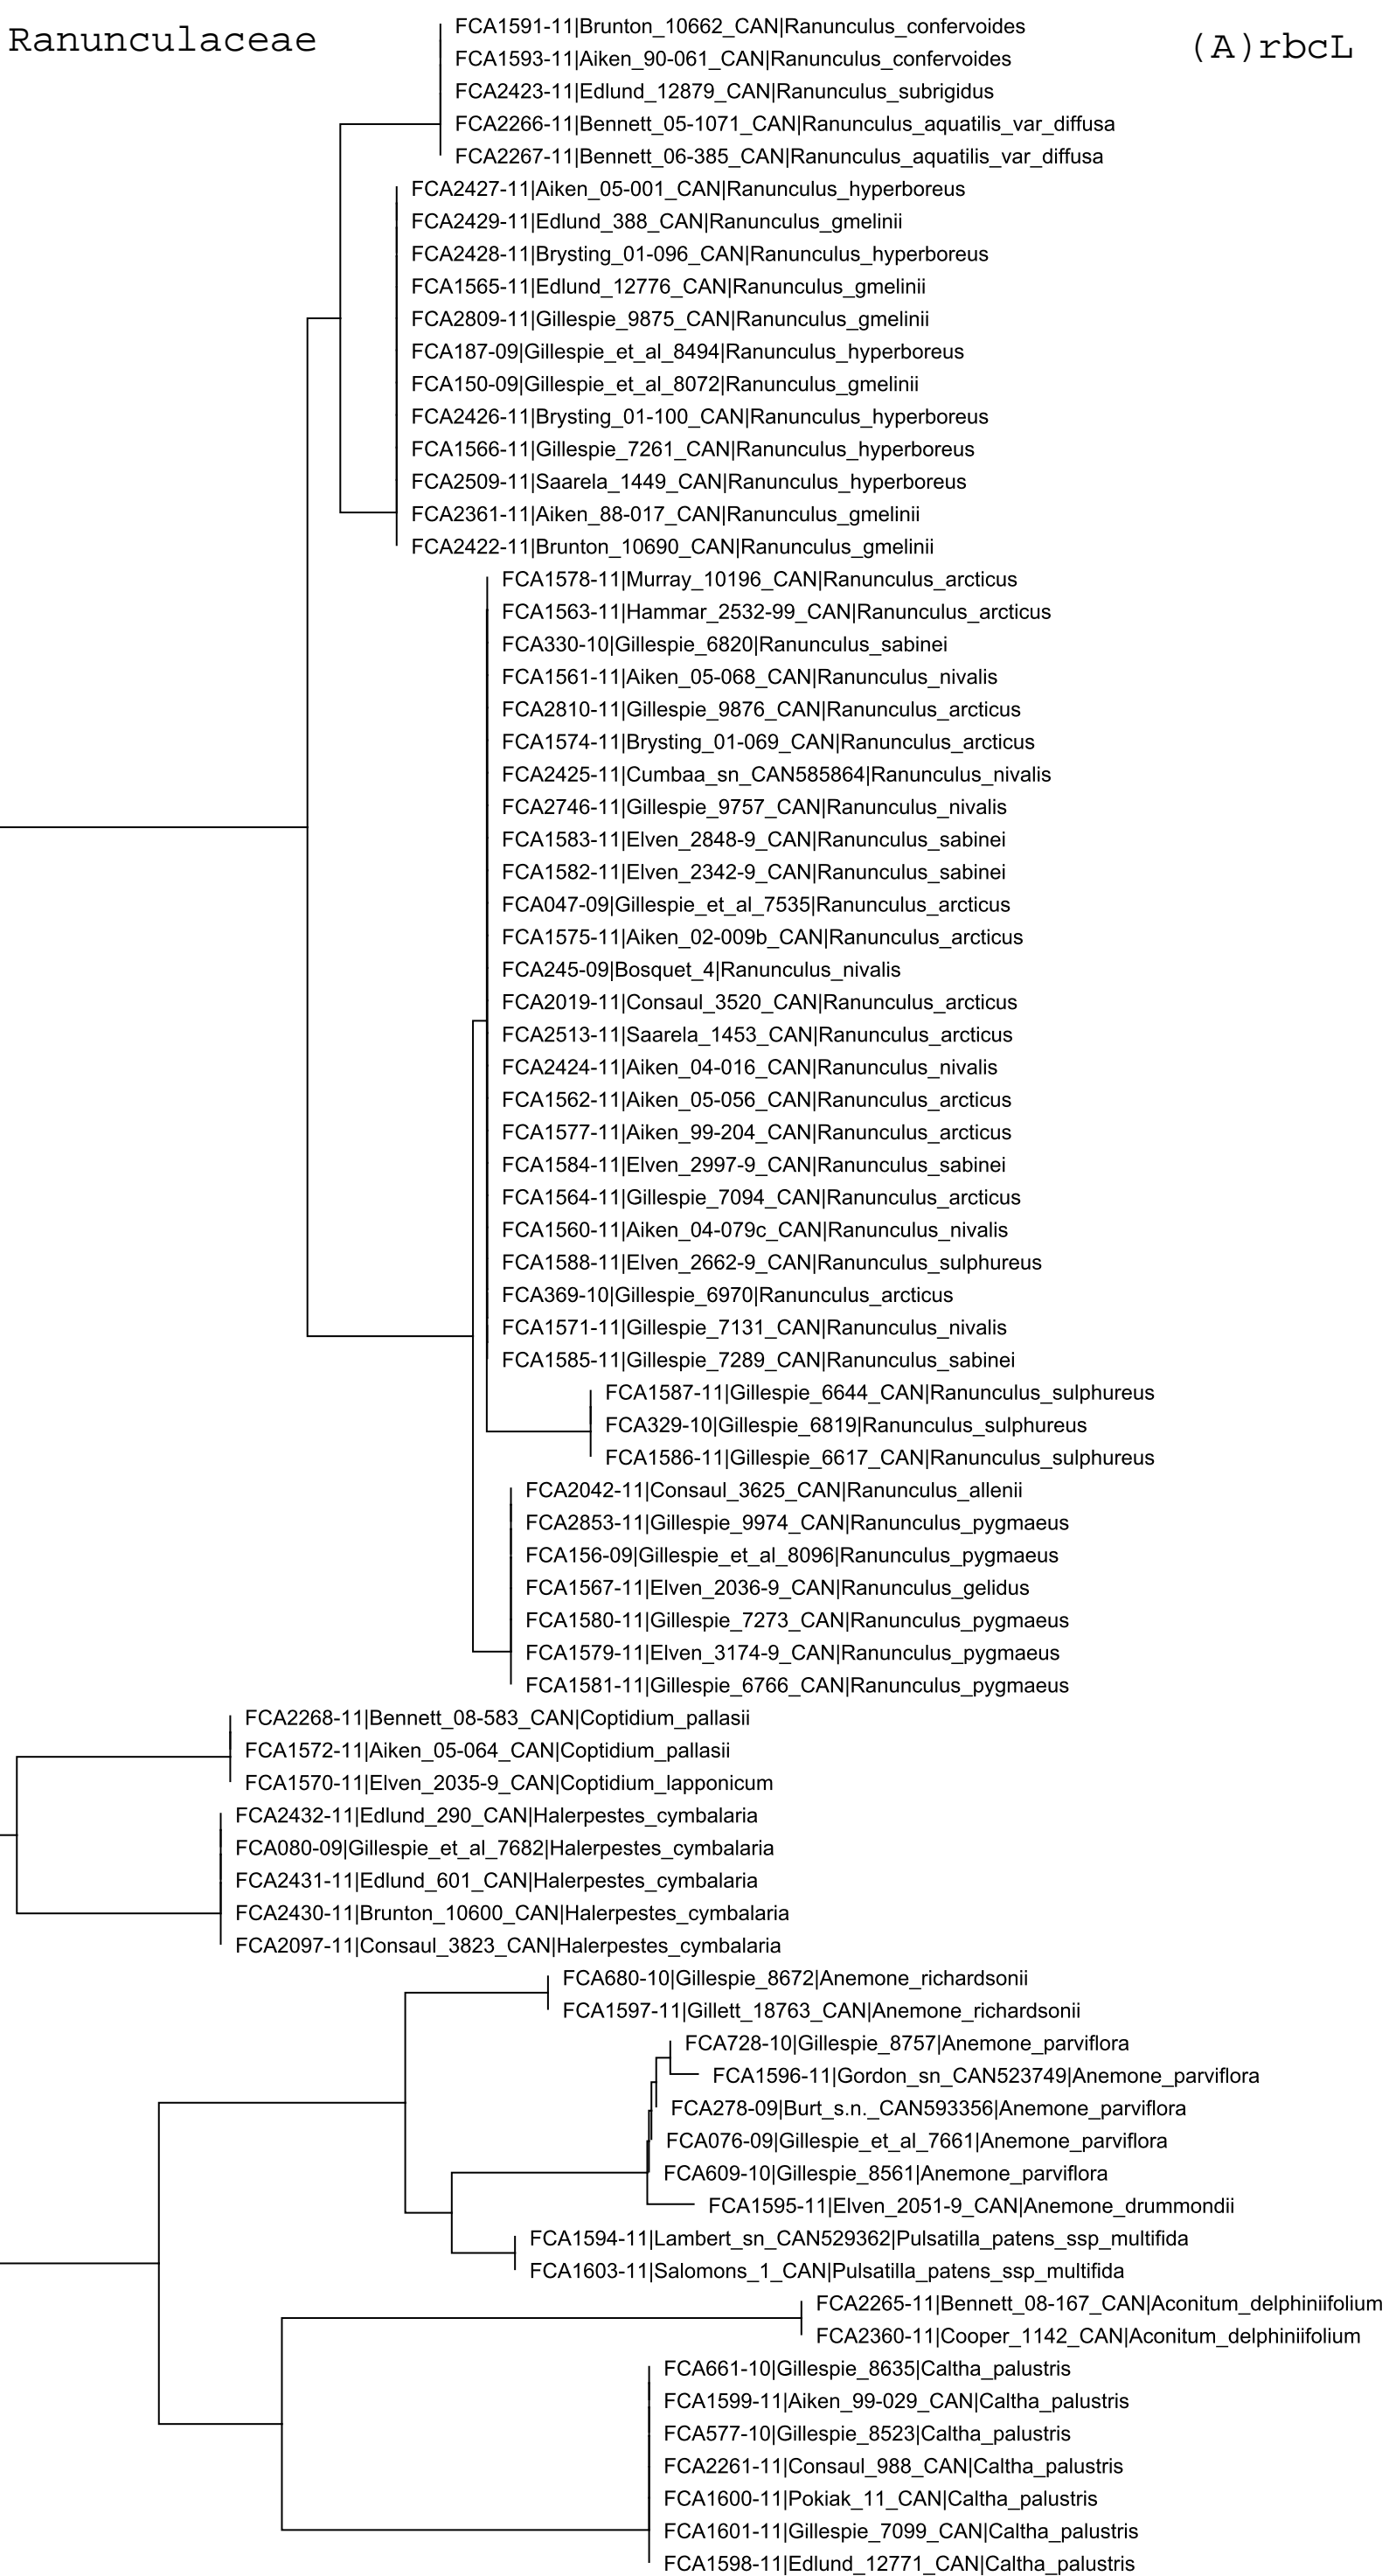 Ranunculaceae
(A)rbcL
FCA1591-11|Brunton_10662_CAN|Ranunculus_confervoides
FCA1593-11|Aiken_90-061_CAN|Ranunculus_confervoides
FCA2423-11|Edlund_12879_CAN|Ranunculus_subrigidus
FCA2266-11|Bennett_05-1071_CAN|Ranunculus_aquatilis_var_diffusa
FCA2267-11|Bennett_06-385_CAN|Ranunculus_aquatilis_var_diffusa
FCA2427-11|Aiken_05-001_CAN|Ranunculus_hyperboreus
FCA2429-11|Edlund_388_CAN|Ranunculus_gmelinii
FCA2428-11|Brysting_01-096_CAN|Ranunculus_hyperboreus
FCA1565-11|Edlund_12776_CAN|Ranunculus_gmelinii
FCA2809-11|Gillespie_9875_CAN|Ranunculus_gmelinii
FCA187-09|Gillespie_et_al_8494|Ranunculus_hyperboreus
FCA150-09|Gillespie_et_al_8072|Ranunculus_gmelinii
FCA2426-11|Brysting_01-100_CAN|Ranunculus_hyperboreus
FCA1566-11|Gillespie_7261_CAN|Ranunculus_hyperboreus
FCA2509-11|Saarela_1449_CAN|Ranunculus_hyperboreus
FCA2361-11|Aiken_88-017_CAN|Ranunculus_gmelinii
FCA2422-11|Brunton_10690_CAN|Ranunculus_gmelinii
FCA1578-11|Murray_10196_CAN|Ranunculus_arcticus
FCA1563-11|Hammar_2532-99_CAN|Ranunculus_arcticus
FCA330-10|Gillespie_6820|Ranunculus_sabinei
FCA1561-11|Aiken_05-068_CAN|Ranunculus_nivalis
FCA2810-11|Gillespie_9876_CAN|Ranunculus_arcticus
FCA1574-11|Brysting_01-069_CAN|Ranunculus_arcticus
FCA2425-11|Cumbaa_sn_CAN585864|Ranunculus_nivalis
FCA2746-11|Gillespie_9757_CAN|Ranunculus_nivalis
FCA1583-11|Elven_2848-9_CAN|Ranunculus_sabinei
FCA1582-11|Elven_2342-9_CAN|Ranunculus_sabinei
FCA047-09|Gillespie_et_al_7535|Ranunculus_arcticus
FCA1575-11|Aiken_02-009b_CAN|Ranunculus_arcticus
FCA245-09|Bosquet_4|Ranunculus_nivalis
FCA2019-11|Consaul_3520_CAN|Ranunculus_arcticus
FCA2513-11|Saarela_1453_CAN|Ranunculus_arcticus
FCA2424-11|Aiken_04-016_CAN|Ranunculus_nivalis
FCA1562-11|Aiken_05-056_CAN|Ranunculus_arcticus
FCA1577-11|Aiken_99-204_CAN|Ranunculus_arcticus
FCA1584-11|Elven_2997-9_CAN|Ranunculus_sabinei
FCA1564-11|Gillespie_7094_CAN|Ranunculus_arcticus
FCA1560-11|Aiken_04-079c_CAN|Ranunculus_nivalis
FCA1588-11|Elven_2662-9_CAN|Ranunculus_sulphureus
FCA369-10|Gillespie_6970|Ranunculus_arcticus
FCA1571-11|Gillespie_7131_CAN|Ranunculus_nivalis
FCA1585-11|Gillespie_7289_CAN|Ranunculus_sabinei
FCA1587-11|Gillespie_6644_CAN|Ranunculus_sulphureus
FCA329-10|Gillespie_6819|Ranunculus_sulphureus
FCA1586-11|Gillespie_6617_CAN|Ranunculus_sulphureus
FCA2042-11|Consaul_3625_CAN|Ranunculus_allenii
FCA2853-11|Gillespie_9974_CAN|Ranunculus_pygmaeus
FCA156-09|Gillespie_et_al_8096|Ranunculus_pygmaeus
FCA1567-11|Elven_2036-9_CAN|Ranunculus_gelidus
FCA1580-11|Gillespie_7273_CAN|Ranunculus_pygmaeus
FCA1579-11|Elven_3174-9_CAN|Ranunculus_pygmaeus
FCA1581-11|Gillespie_6766_CAN|Ranunculus_pygmaeus
FCA2268-11|Bennett_08-583_CAN|Coptidium_pallasii
FCA1572-11|Aiken_05-064_CAN|Coptidium_pallasii
FCA1570-11|Elven_2035-9_CAN|Coptidium_lapponicum
FCA2432-11|Edlund_290_CAN|Halerpestes_cymbalaria
FCA080-09|Gillespie_et_al_7682|Halerpestes_cymbalaria
FCA2431-11|Edlund_601_CAN|Halerpestes_cymbalaria
FCA2430-11|Brunton_10600_CAN|Halerpestes_cymbalaria
FCA2097-11|Consaul_3823_CAN|Halerpestes_cymbalaria
FCA680-10|Gillespie_8672|Anemone_richardsonii
FCA1597-11|Gillett_18763_CAN|Anemone_richardsonii
FCA728-10|Gillespie_8757|Anemone_parviflora
FCA1596-11|Gordon_sn_CAN523749|Anemone_parviflora
FCA278-09|Burt_s.n._CAN593356|Anemone_parviflora
FCA076-09|Gillespie_et_al_7661|Anemone_parviflora
FCA609-10|Gillespie_8561|Anemone_parviflora
FCA1595-11|Elven_2051-9_CAN|Anemone_drummondii
FCA1594-11|Lambert_sn_CAN529362|Pulsatilla_patens_ssp_multifida
FCA1603-11|Salomons_1_CAN|Pulsatilla_patens_ssp_multifida
FCA2265-11|Bennett_08-167_CAN|Aconitum_delphiniifolium
FCA2360-11|Cooper_1142_CAN|Aconitum_delphiniifolium
FCA661-10|Gillespie_8635|Caltha_palustris
FCA1599-11|Aiken_99-029_CAN|Caltha_palustris
FCA577-10|Gillespie_8523|Caltha_palustris
FCA2261-11|Consaul_988_CAN|Caltha_palustris
FCA1600-11|Pokiak_11_CAN|Caltha_palustris
FCA1601-11|Gillespie_7099_CAN|Caltha_palustris
FCA1598-11|Edlund_12771_CAN|Caltha_palustris